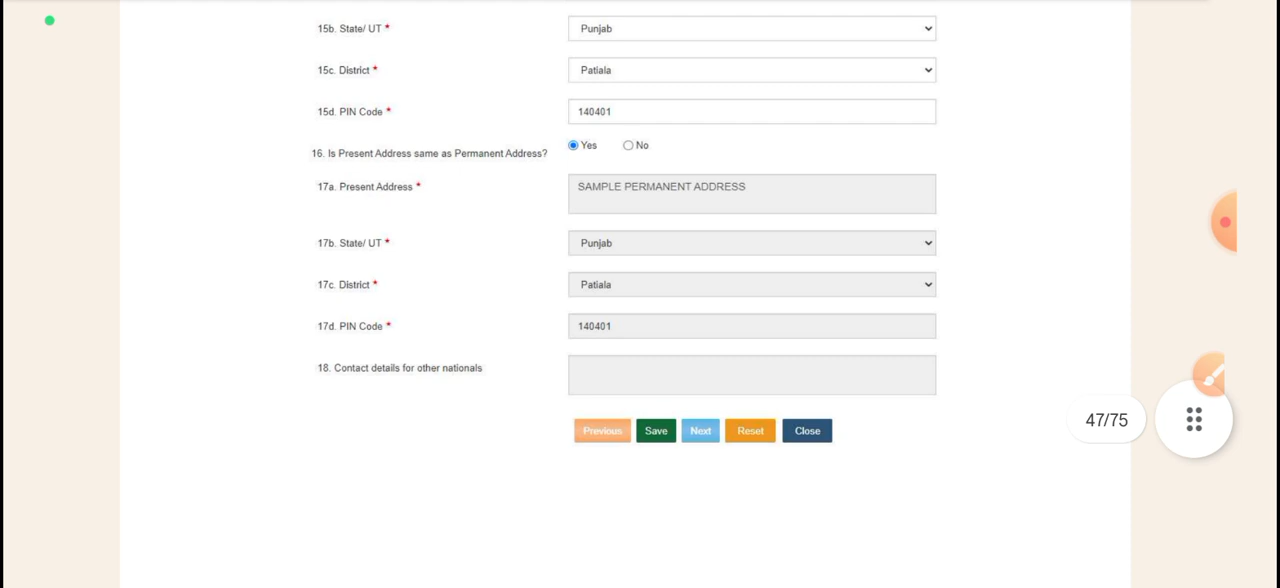 15b. State/ UT * Punjab
15c. District * Patiala
15d. PIN Code * 140401
16. Is Present Address same as Permanent Address? Yes No
17a. Present Address * SAMPLE PERMANENT ADDRESS
17b. State/ UT * Punjab
17c. District * Patiala
17d. PIN Code * 140401
18. Contact details for other nationals
Previous Save Next Reset Close
47/75